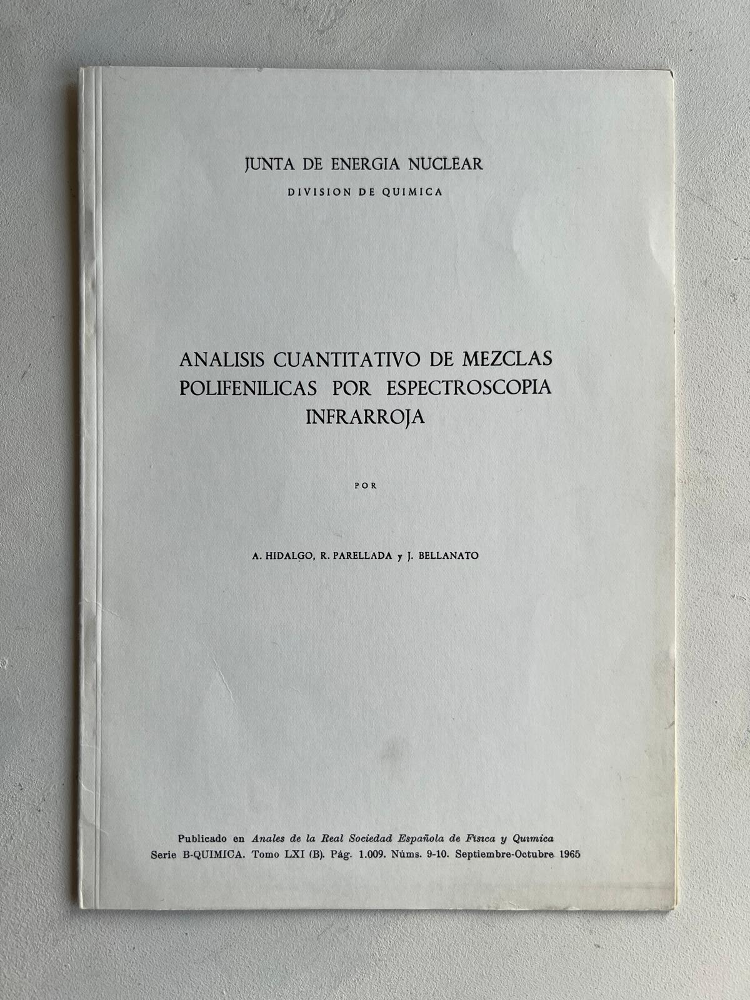 JUNTA DE ENERGIA NUCLEAR
DIVISION DE QUIMICA
ANALISIS CUANTITATIVO DE MEZCLAS
POLIFENILICAS POR ESPECTROSCOPIA
INFRARROJA
POR
A. HIDALGO, R. PARELLADA y J. BELLANATO
Publicado en Anales de la Real Sociedad Española de Física y Química
Serie B-QUIMICA. Tomo LXI (B). Pág. 1.009. Núms. 9-10. Septiembre-Octubre 1965